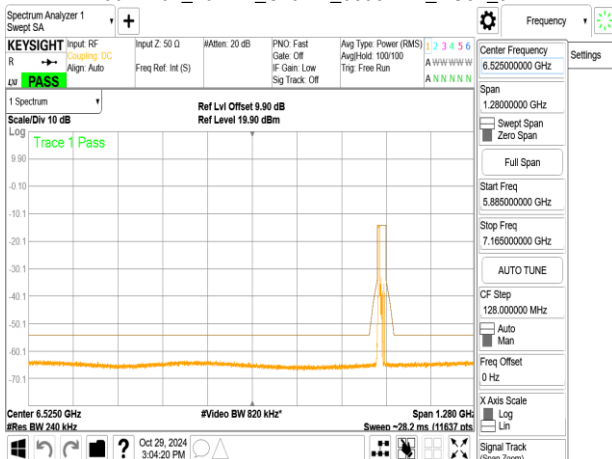 Spectrum Analyzer 1
Swept SA
Frequency
KEYSIGHT
R
LXI
PASS
Input: RF
Coupling: DC
Align: Auto
Input Z: 50 Ω
Freq Ref: Int (S)
#Atten: 20 dB
PNO: Fast
Gate: Off
IF Gain: Low
Sig Track: Off
Avg Type: Power (RMS)
Avg|Hold: 100/100
Trig: Free Run
1 2 3 4 5 6
A W W W W W
A N N N N N
1 Spectrum
Scale/Div 10 dB
Ref Lvl Offset 9.90 dB
Ref Level 19.90 dBm
Log
Trace 1 Pass
9.90
-0.10
-10.1
-20.1
-30.1
-40.1
-50.1
-60.1
-70.1
Center 6.5250 GHz
#Res BW 240 kHz
#Video BW 820 kHz*
Span 1.280 GHz
Sweep ~28.2 ms (11637 pts)
Oct 29, 2024
3:04:20 PM
Center Frequency
6.525000000 GHz
Span
1.28000000 GHz
Swept Span
Zero Span
Full Span
Start Freq
5.885000000 GHz
Stop Freq
7.165000000 GHz
AUTO TUNE
CF Step
128.000000 MHz
Auto
Man
Freq Offset
0 Hz
X Axis Scale
Log
Lin
Signal Track
(Span Zoom)
Settings